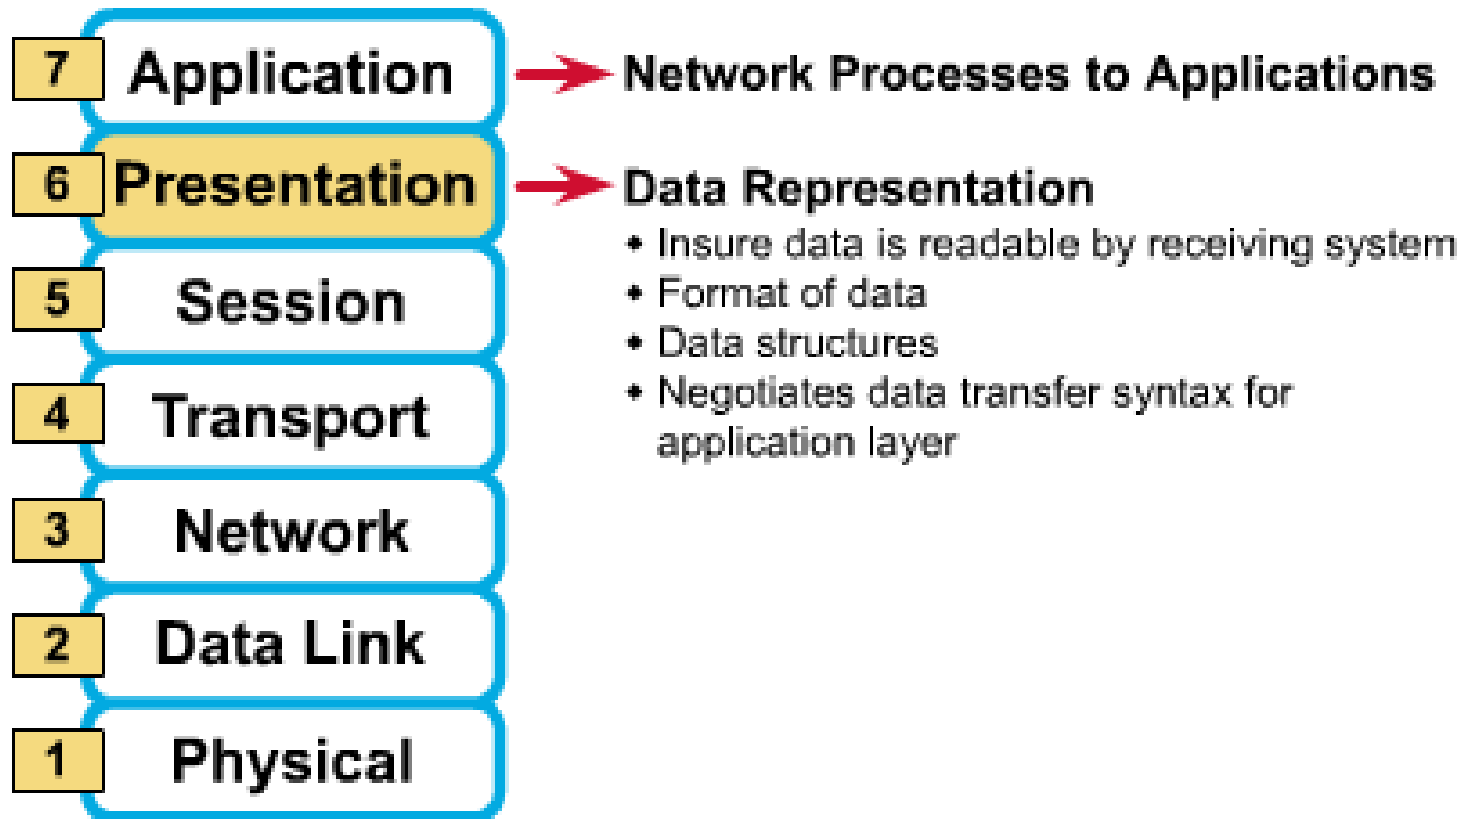 7 Application Network Processes to Applications
6 Presentation Data Representation
• Insure data is readable by receiving system
• Format of data
• Data structures
• Negotiates data transfer syntax for
application layer
5 Session
4 Transport
3 Network
2 Data Link
1 Physical